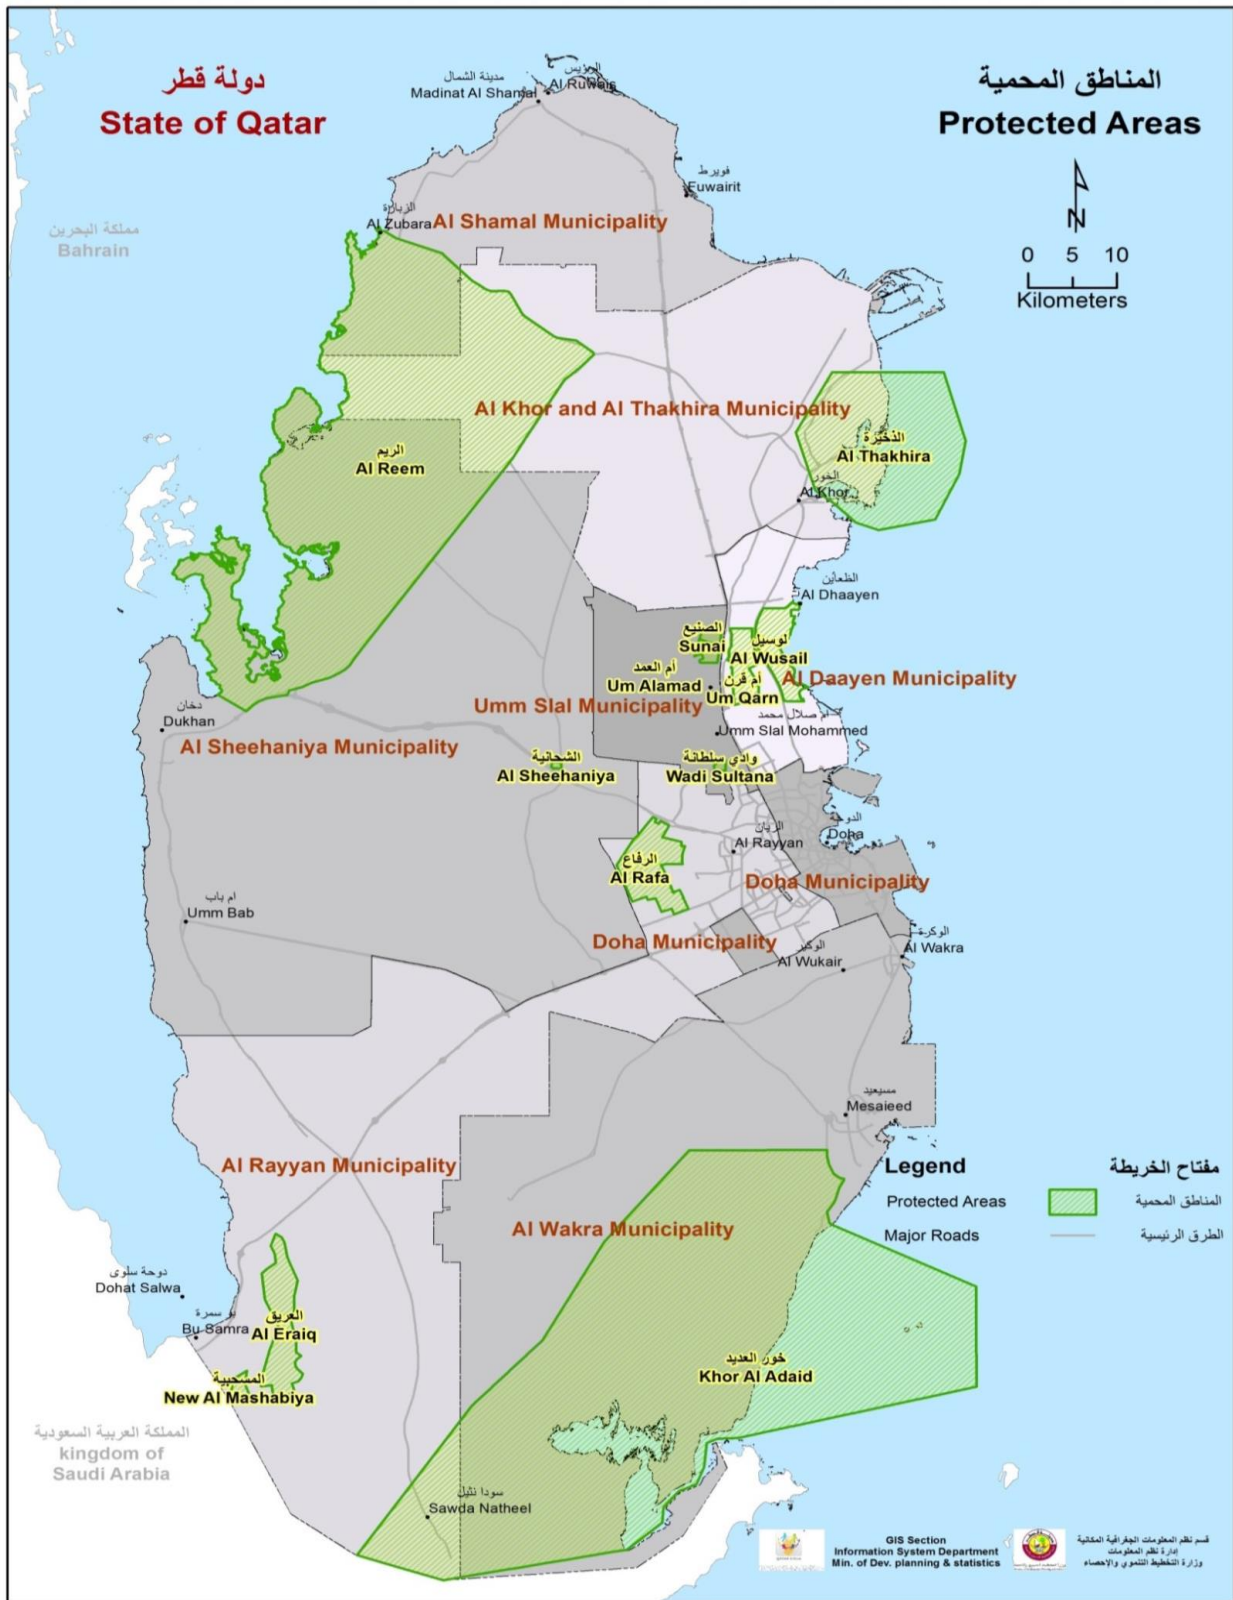 دولة قطر
State of Qatar
المناطق المحمية
Protected Areas
N
0 5 10
Kilometers
مملكة البحرين
Bahrain
مدينة الشمال
Madinat Al Shamal
الرويس
Al Ruwais
فويرط
Fuwairit
الزبارة
Al Zubara
Al Shamal Municipality
Al Khor and Al Thakhira Municipality
الذخيرة
Al Thakhira
الريم
Al Reem
الخور
Al Khor
الظعاين
Al Dhaayen
الصنيع
Sunai
لوسيل
Al Wusail
أم العمد
Um Alamad
أم قرن
Um Qarn
Al Daayen Municipality
Umm Slal Municipality
ام صلال محمد
Umm Slal Mohammed
دخان
Dukhan
Al Sheehaniya Municipality
الشحانية
Al Sheehaniya
وادي سلطانة
Wadi Sultana
الدوحة
Doha
الريان
Al Rayyan
الرفاع
Al Rafa
Doha Municipality
ام باب
Umm Bab
Doha Municipality
الوكير
Al Wukair
الوكرة
Al Wakra
مسيعيد
Mesaieed
Al Rayyan Municipality
Al Wakra Municipality
Legend
مفتاح الخريطة
Protected Areas
المناطق المحمية
Major Roads
الطرق الرئيسية
دوحة سلوى
Dohat Salwa
بو سمرة
Bu Samra
العريق
Al Eraiq
المسحبية
New Al Mashabiya
خور العديد
Khor Al Adaid
المملكة العربية السعودية
kingdom of
Saudi Arabia
سودا نثيل
Sawda Natheel
GIS Section
Information System Department
Min. of Dev. planning & statistics
قسم نظم المعلومات الجغرافية المكانية
إدارة نظم المعلومات
وزارة التخطيط التنموي والإحصاء